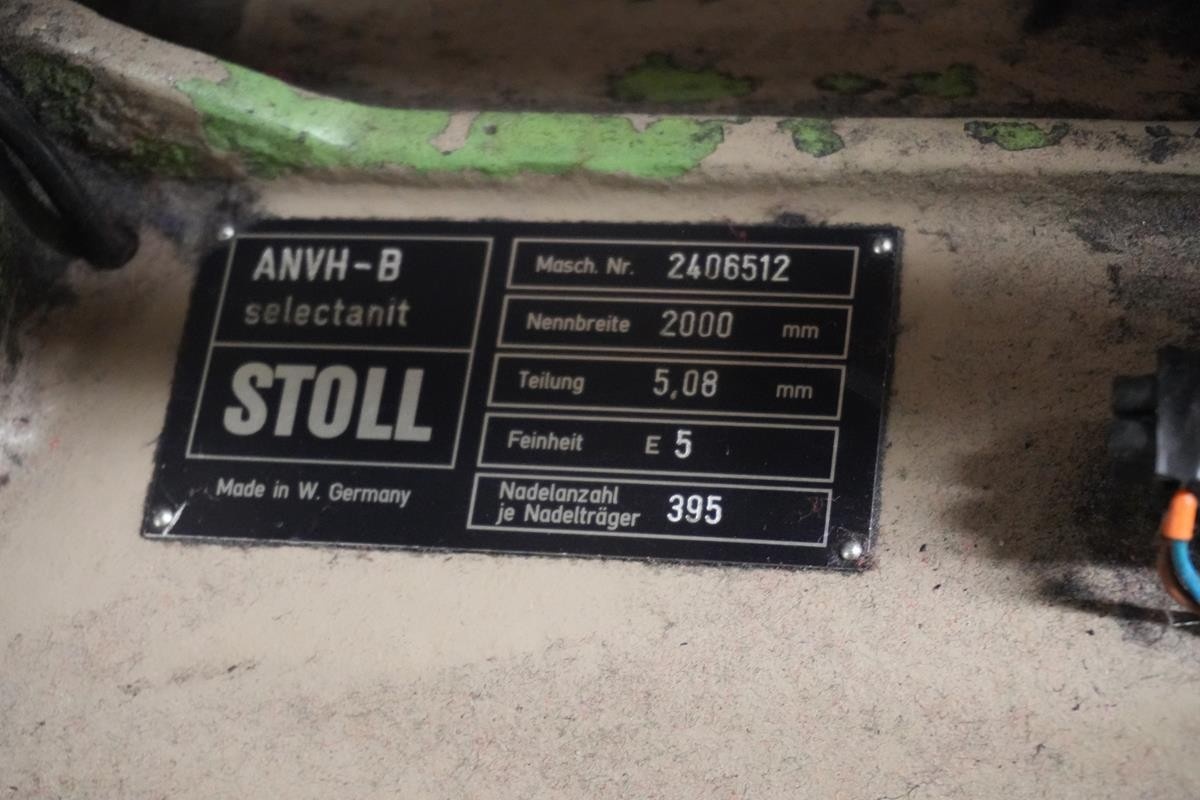 ANVH-B
selectanit
STOLL
Made in W. Germany
Masch. Nr. 2406512
Nennbreite 2000 mm
Teilung 5,08 mm
Feinheit E 5
Nadelanzahl
je Nadelträger 395